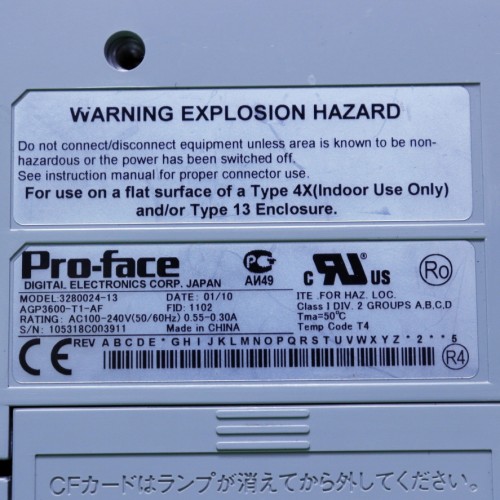 WARNING EXPLOSION HAZARD
Do not connect/disconnect equipment unless area is known to be non-
hazardous or the power has been switched off.
See instruction manual for proper connector use.
For use on a flat surface of a Type 4X(Indoor Use Only)
and/or Type 13 Enclosure.
Pro-face
DIGITAL ELECTRONICS CORP. JAPAN
АИ49
c UR US
Ro
MODEL:3280024-13 DATE: 01/10
AGP3600-T1-AF FID: 1102
RATING: AC100-240V(50/60Hz) 0.55-0.30A
S/N: 105318C003911 Made in CHINA
ITE .FOR HAZ. LOC.
Class I DIV. 2 GROUPS A,B,C,D
Tma=50°C
Temp Code T4
CE
REV A B C D E * G H I J K L M N O P Q R S T U V W X Y Z * 2 * * 5
R4
CFカードはランプが消えてから外してください。